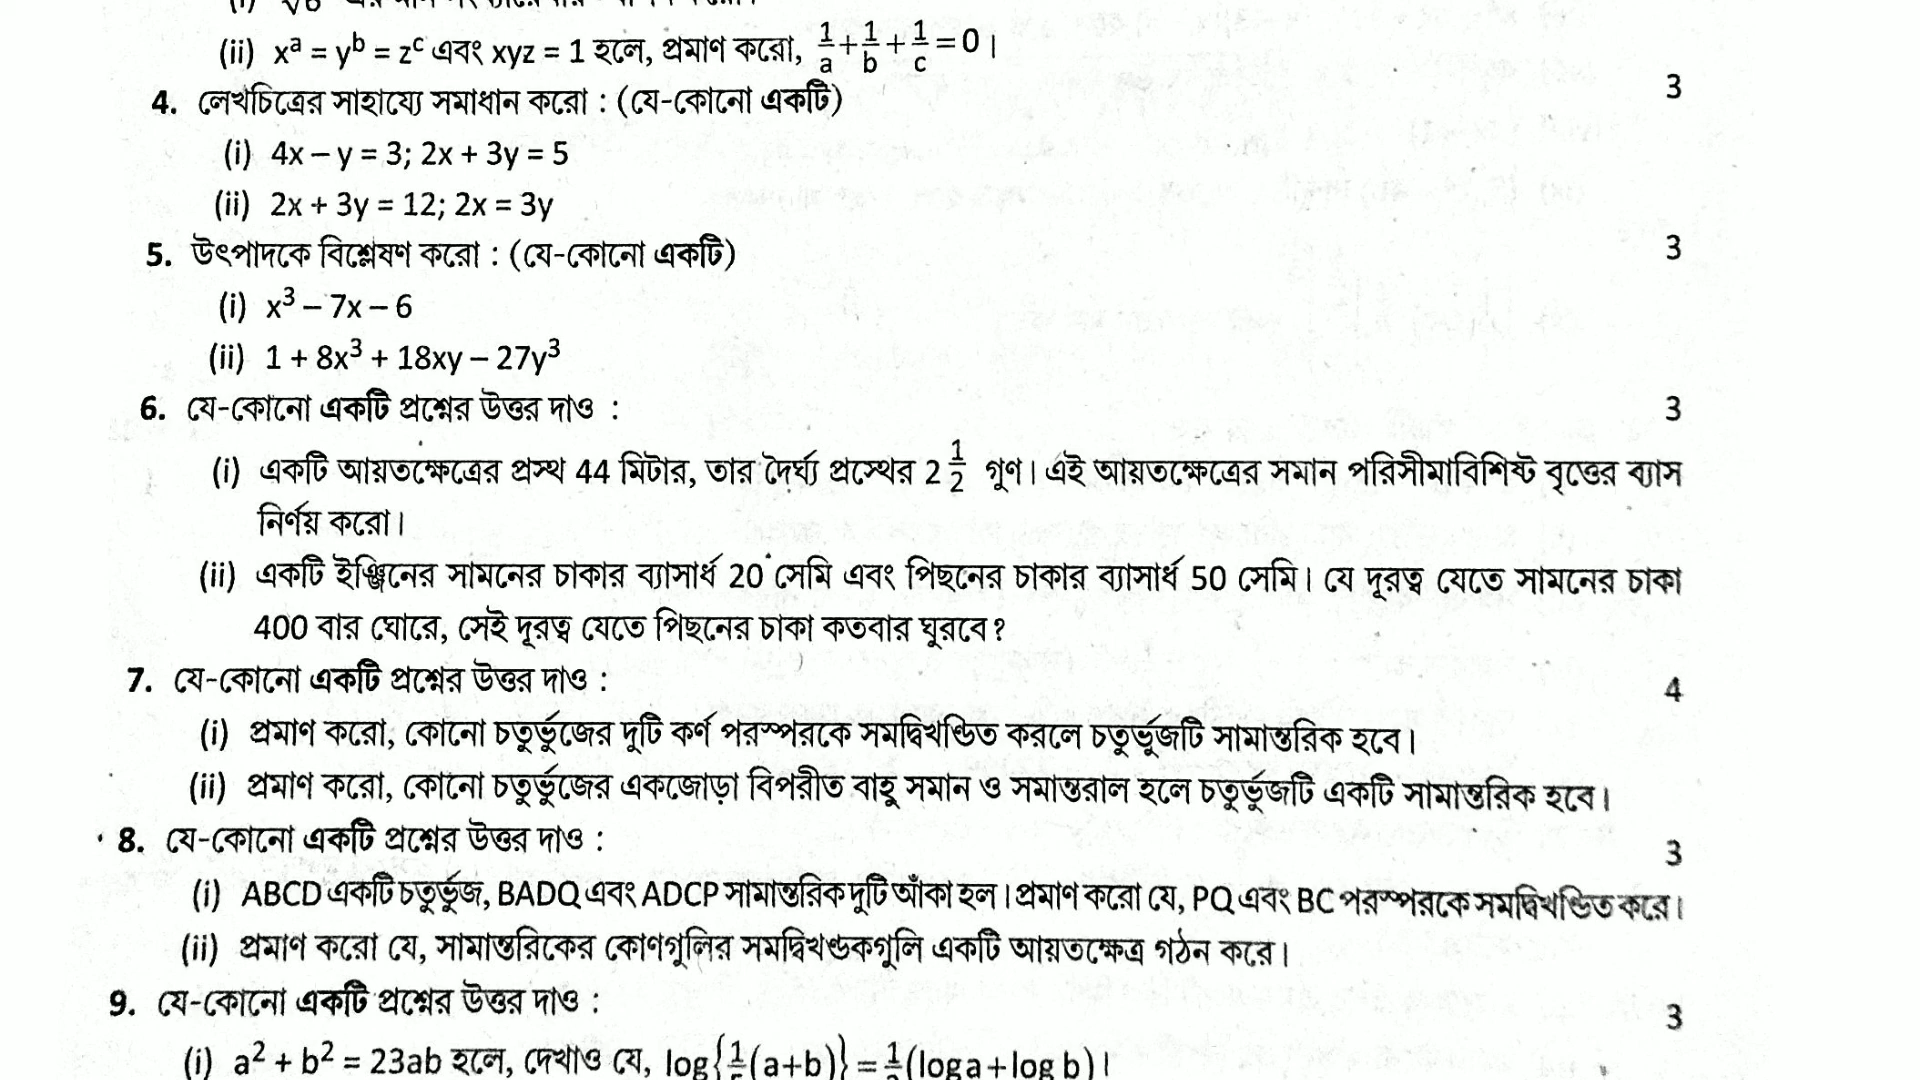 (ii) xᵃ = yᵇ = zᶜ এবং xyz = 1 হলে, প্রমাণ করো, 1/a + 1/b + 1/c = 0।
4. লেখচিত্রের সাহায্যে সমাধান করো : (যে-কোনো একটি) 3
(i) 4x – y = 3; 2x + 3y = 5
(ii) 2x + 3y = 12; 2x = 3y
5. উৎপাদকে বিশ্লেষণ করো : (যে-কোনো একটি) 3
(i) x³ – 7x – 6
(ii) 1 + 8x³ + 18xy – 27y³
6. যে-কোনো একটি প্রশ্নের উত্তর দাও : 3
(i) একটি আয়তক্ষেত্রের প্রস্থ 44 মিটার, তার দৈর্ঘ্য প্রস্থের 2 1/2 গুণ। এই আয়তক্ষেত্রের সমান পরিসীমাবিশিষ্ট বৃত্তের ব্যাস
নির্ণয় করো।
(ii) একটি ইঞ্জিনের সামনের চাকার ব্যাসার্ধ 20 সেমি এবং পিছনের চাকার ব্যাসার্ধ 50 সেমি। যে দূরত্ব যেতে সামনের চাকা
400 বার ঘোরে, সেই দূরত্ব যেতে পিছনের চাকা কতবার ঘুরবে?
7. যে-কোনো একটি প্রশ্নের উত্তর দাও : 4
(i) প্রমাণ করো, কোনো চতুর্ভুজের দুটি কর্ণ পরস্পরকে সমদ্বিখণ্ডিত করলে চতুর্ভুজটি সামান্তরিক হবে।
(ii) প্রমাণ করো, কোনো চতুর্ভুজের একজোড়া বিপরীত বাহু সমান ও সমান্তরাল হলে চতুর্ভুজটি একটি সামান্তরিক হবে।
8. যে-কোনো একটি প্রশ্নের উত্তর দাও : 3
(i) ABCD একটি চতুর্ভুজ, BADQ এবং ADCP সামান্তরিক দুটি আঁকা হল। প্রমাণ করো যে, PQ এবং BC পরস্পরকে সমদ্বিখণ্ডিত করে।
(ii) প্রমাণ করো যে, সামান্তরিকের কোণগুলির সমদ্বিখণ্ডকগুলি একটি আয়তক্ষেত্র গঠন করে।
9. যে-কোনো একটি প্রশ্নের উত্তর দাও : 3
(i) a² + b² = 23ab হলে, দেখাও যে, log{1/5(a+b)} = 1/2(log a + log b)।